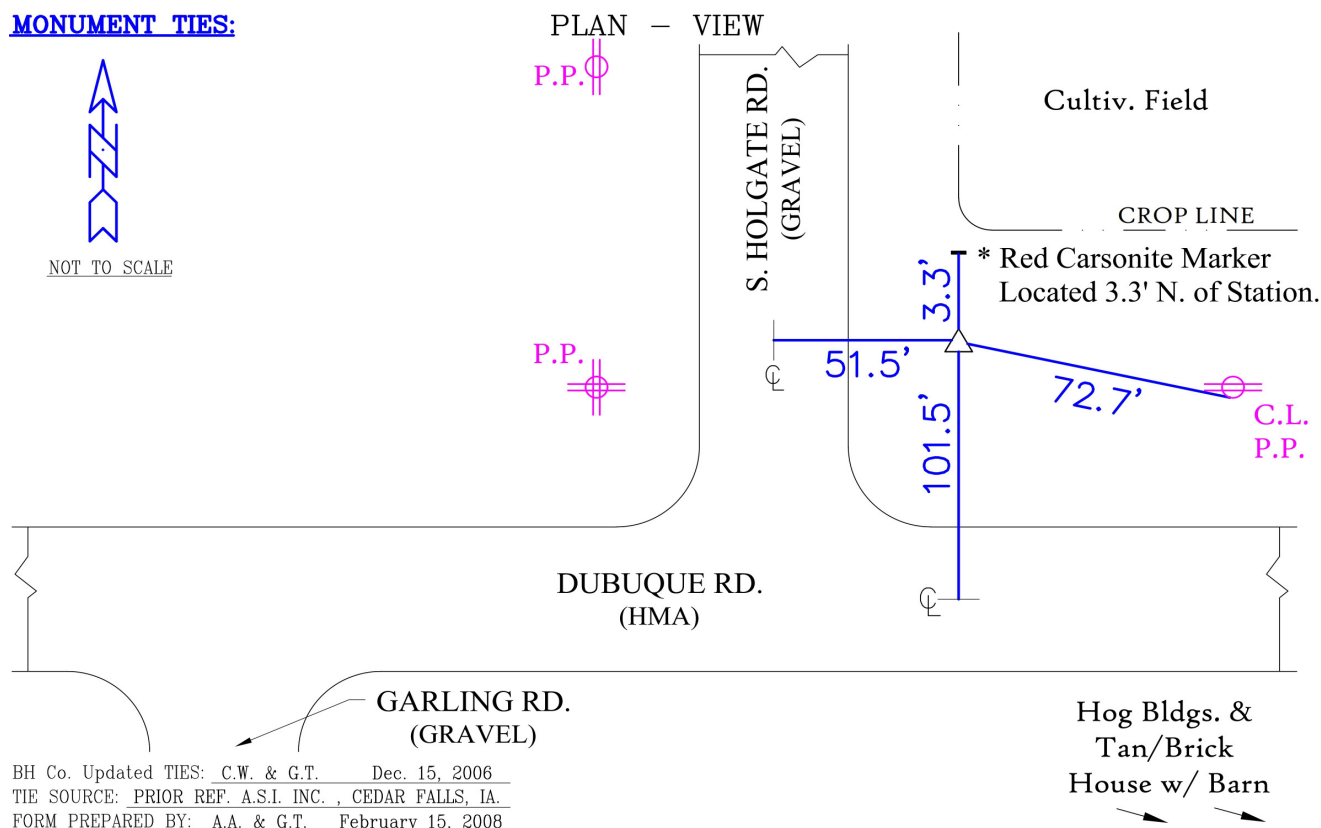 MONUMENT TIES:
PLAN – VIEW
N
NOT TO SCALE
P.P.
S. HOLGATE RD.
(GRAVEL)
Cultiv. Field
CROP LINE
* Red Carsonite Marker
Located 3.3' N. of Station.
3.3'
P.P.
51.5'
℄
72.7'
C.L.
P.P.
101.5'
DUBUQUE RD.
(HMA)
℄
GARLING RD.
(GRAVEL)
Hog Bldgs. &
Tan/Brick
House w/ Barn
BH Co. Updated TIES: C.W. & G.T. Dec. 15, 2006
TIE SOURCE: PRIOR REF. A.S.I. INC. , CEDAR FALLS, IA.
FORM PREPARED BY: A.A. & G.T. February 15, 2008